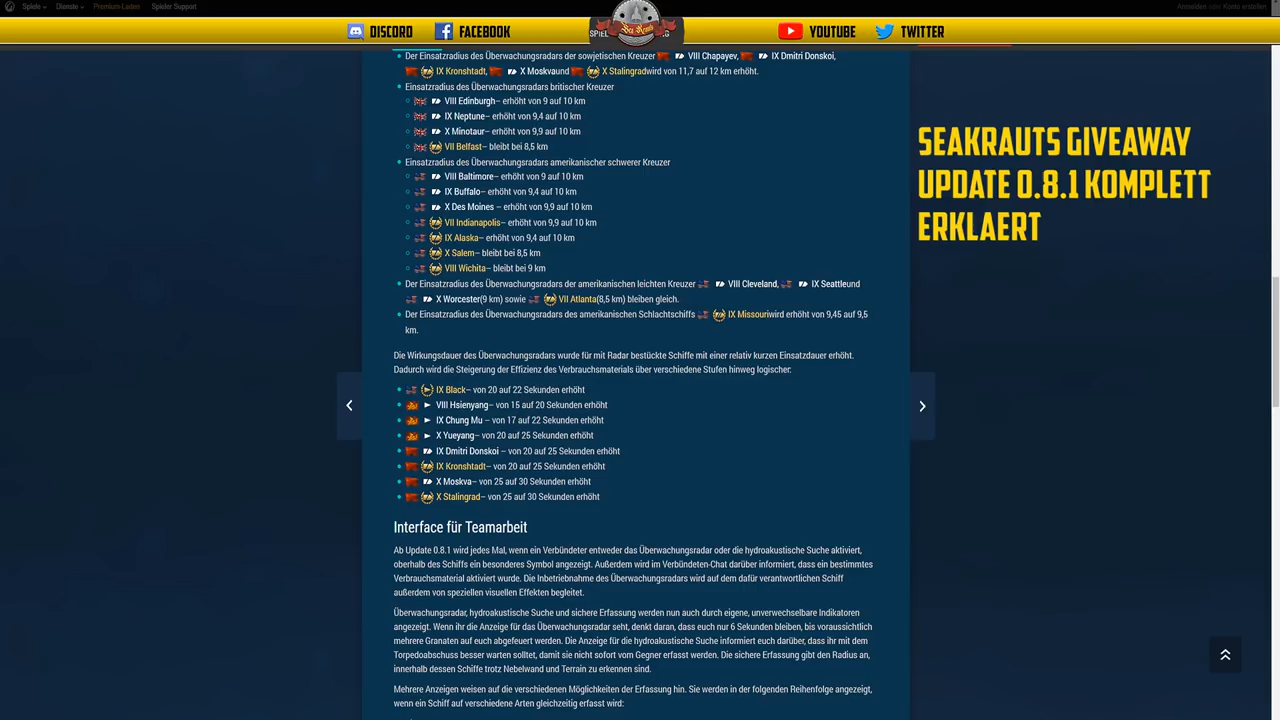 Spiele
Dienste
Premium-Laden
Spieler Support
Anmelden oder Konto erstellen
DISCORD
FACEBOOK
YOUTUBE
TWITTER
Der Einsatzradius des Überwachungsradars der sowjetischen Kreuzer VIII Chapayev, IX Dmitri Donskoi,
IX Kronshtadt, X Moskvaund X Stalingradwird von 11,7 auf 12 km erhöht.
Einsatzradius des Überwachungsradars britischer Kreuzer
VIII Edinburgh– erhöht von 9 auf 10 km
IX Neptune– erhöht von 9,4 auf 10 km
X Minotaur– erhöht von 9,9 auf 10 km
VII Belfast– bleibt bei 8,5 km
Einsatzradius des Überwachungsradars amerikanischer schwerer Kreuzer
VIII Baltimore– erhöht von 9 auf 10 km
IX Buffalo– erhöht von 9,4 auf 10 km
X Des Moines – erhöht von 9,9 auf 10 km
VII Indianapolis– erhöht von 9,9 auf 10 km
IX Alaska– erhöht von 9,4 auf 10 km
X Salem– bleibt bei 8,5 km
VIII Wichita– bleibt bei 9 km
Der Einsatzradius des Überwachungsradars der amerikanischen leichten Kreuzer VIII Cleveland, IX Seattleund
X Worcester(9 km) sowie VII Atlanta(8,5 km) bleiben gleich.
Der Einsatzradius des Überwachungsradars des amerikanischen Schlachtschiffs IX Missouriwird erhöht von 9,45 auf 9,5
km.
Die Wirkungsdauer des Überwachungsradars wurde für mit Radar bestückte Schiffe mit einer relativ kurzen Einsatzdauer erhöht.
Dadurch wird die Steigerung der Effizienz des Verbrauchsmaterials über verschiedene Stufen hinweg logischer:
IX Black– von 20 auf 22 Sekunden erhöht
VIII Hsienyang– von 15 auf 20 Sekunden erhöht
IX Chung Mu – von 17 auf 22 Sekunden erhöht
X Yueyang– von 20 auf 25 Sekunden erhöht
IX Dmitri Donskoi – von 20 auf 25 Sekunden erhöht
IX Kronshtadt– von 20 auf 25 Sekunden erhöht
X Moskva– von 25 auf 30 Sekunden erhöht
X Stalingrad– von 25 auf 30 Sekunden erhöht
Interface für Teamarbeit
Ab Update 0.8.1 wird jedes Mal, wenn ein Verbündeter entweder das Überwachungsradar oder die hydroakustische Suche aktiviert,
oberhalb des Schiffs ein besonderes Symbol angezeigt. Außerdem wird im Verbündeten-Chat darüber informiert, dass ein bestimmtes
Verbrauchsmaterial aktiviert wurde. Die Inbetriebnahme des Überwachungsradars wird auf dem dafür verantwortlichen Schiff
außerdem von speziellen visuellen Effekten begleitet.
Überwachungsradar, hydroakustische Suche und sichere Erfassung werden nun auch durch eigene, unverwechselbare Indikatoren
angezeigt. Wenn ihr die Anzeige für das Überwachungsradar seht, denkt daran, dass euch nur 6 Sekunden bleiben, bis voraussichtlich
mehrere Granaten auf euch abgefeuert werden. Die Anzeige für die hydroakustische Suche informiert euch darüber, dass ihr mit dem
Torpedoabschuss besser warten solltet, damit sie nicht sofort vom Gegner erfasst werden. Die sichere Erfassung gibt den Radius an,
innerhalb dessen Schiffe trotz Nebelwand und Terrain zu erkennen sind.
Mehrere Anzeigen weisen auf die verschiedenen Möglichkeiten der Erfassung hin. Sie werden in der folgenden Reihenfolge angezeigt,
wenn ein Schiff auf verschiedene Arten gleichzeitig erfasst wird:
SEAKRAUTS GIVEAWAY
UPDATE 0.8.1 KOMPLETT
ERKLAERT